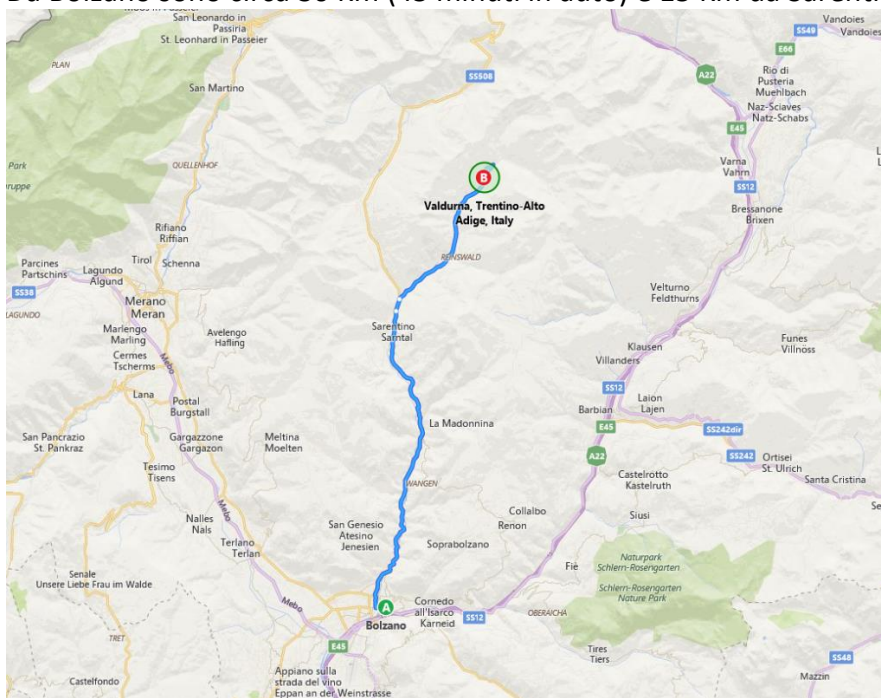 San Leonardo in
Passiria
St. Leonhard in Passeier
Vandoies
Vandoies
SS49
E66
PLAN
SS508
A22
Rio di
Pusteria
Muehlbach
San Martino
Naz-Sciaves
Natz-Schabs
E45
QUELLENHOF
Park
Varna
Vahrn
B
SS12
Valdurna, Trentino-Alto
Adige, Italy
Bressanone
Brixen
Rifiano
Riffian
Tirol
Schenna
REINSWALD
Parcines
Partschins
Lagundo
Algund
SS38
Velturno
Feldthurns
Merano
Meran
LAGUNDO
Sarentino
Sarntal
Marlengo
Marling
Avelengo
Hafling
Funes
Villnöss
Klausen
Villanders
Cermes
Tscherms
Mebo
SS12
Lana
Laion
Lajen
Postal
Burgstall
Barbian
La Madonnina
E45
SS242dir
San Pancrazio
St. Pankraz
Gargazzone
Gargazon
Meltina
Moelten
A22
SS242
Ortisei
St. Ulrich
Tesimo
Tisens
Castelrotto
Kastelruth
Santa Cristina
WANGEN
Mebo
Collalbo
Renon
Siusi
Nalles
Nals
San Genesio
Atesino
Jenesien
Terlano
Terlan
Soprabolzano
Naturpark
Schlern-Rosengarten
Fiè
Senale
Unsere Liebe Frau im Walde
Schlern-Rosengarten
Nature Park
Mebo
A
Cornedo
all'Isarco
Karneid
OBERAICHA
SS12
Bolzano
TRET
E45
Tires
Tiers
SS48
Appiano sulla
strada del vino
Eppan an der Weinstrasse
Castelfondo
Mazzin